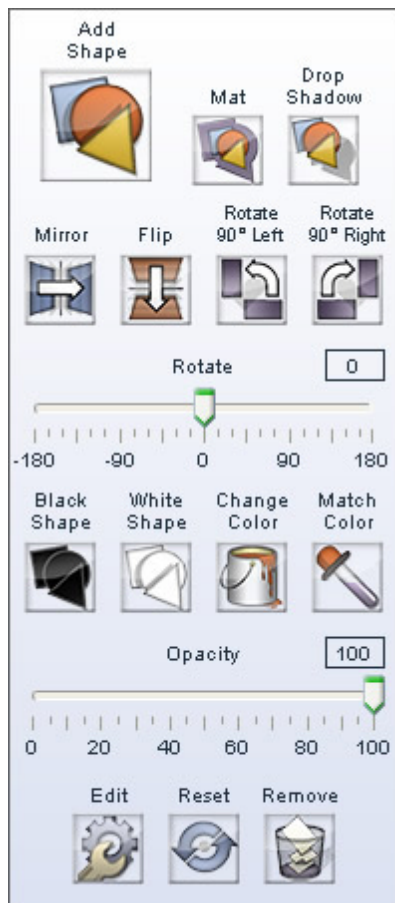 Add
Shape
Mat
Drop
Shadow
Mirror
Flip
Rotate
90° Left
Rotate
90° Right
Rotate
0
-180 -90 0 90 180
Black
Shape
White
Shape
Change
Color
Match
Color
Opacity
100
0 20 40 60 80 100
Edit
Reset
Remove